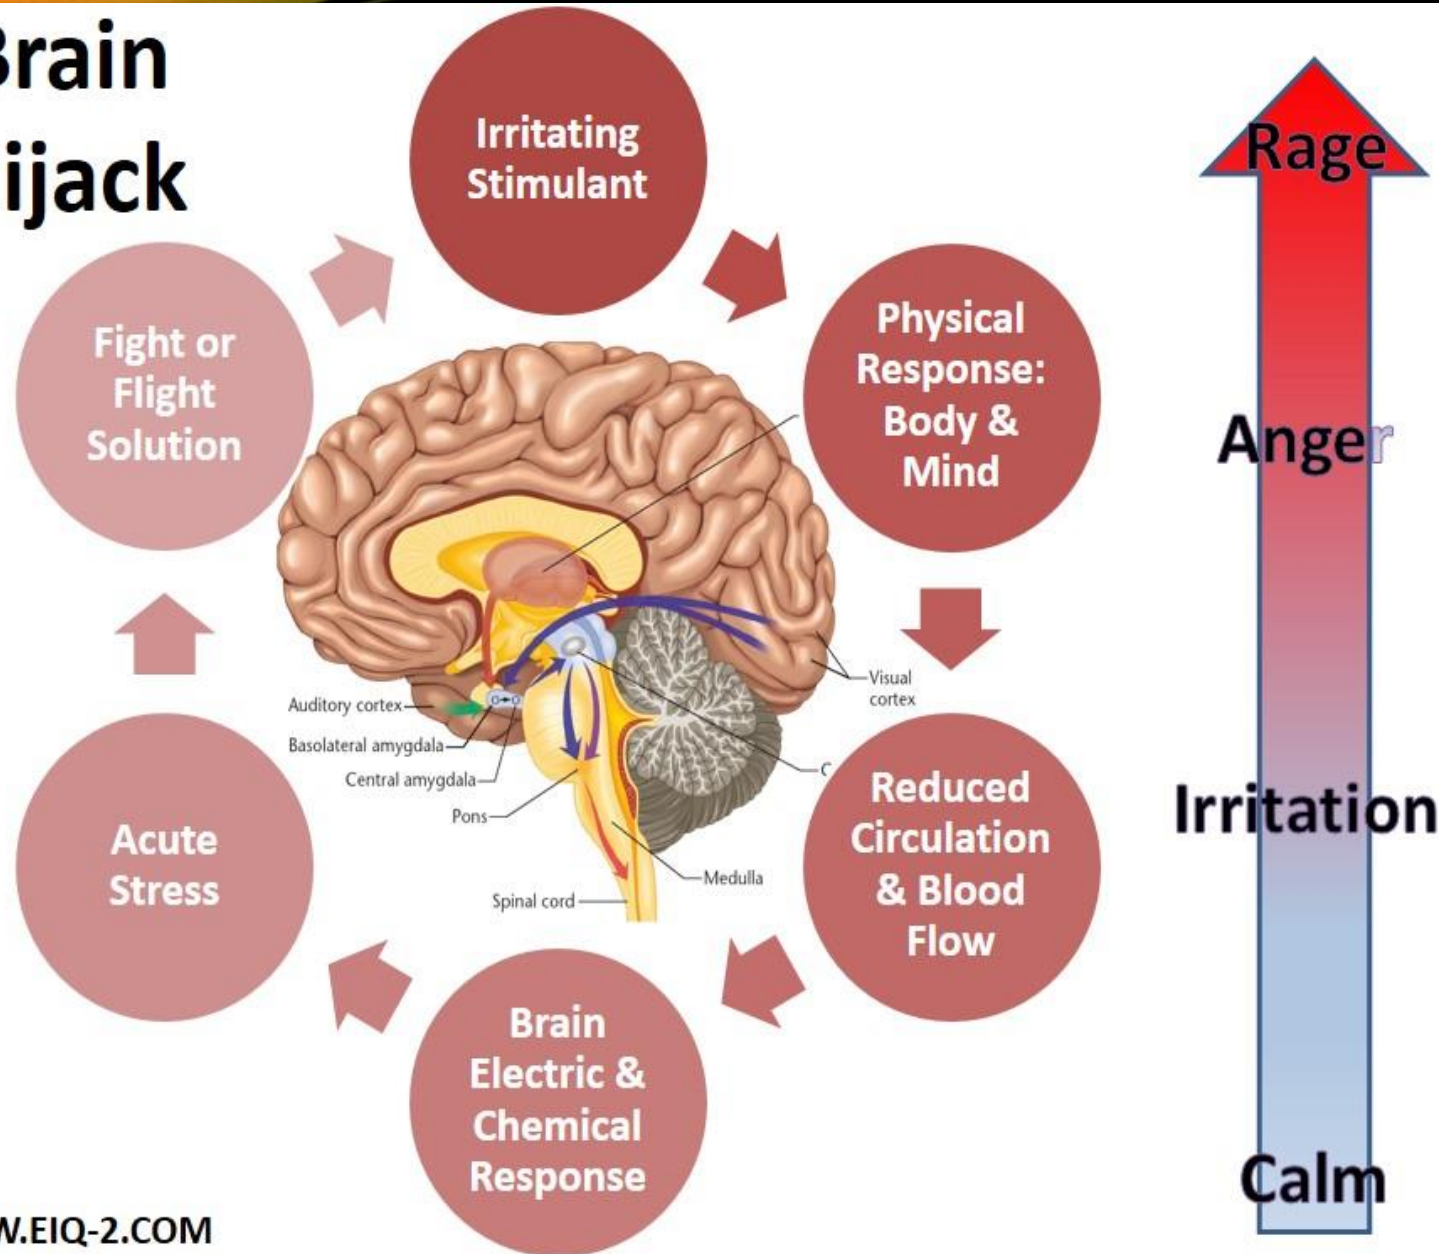 Brain
ijack
Irritating
Stimulant
Physical
Response:
Body &
Mind
Reduced
Circulation
& Blood
Flow
Brain
Electric &
Chemical
Response
Acute
Stress
Fight or
Flight
Solution
Auditory cortex
Basolateral amygdala
Central amygdala
Pons
Spinal cord
Medulla
C
Visual
cortex
Rage
Anger
Irritation
Calm
W.EIQ-2.COM